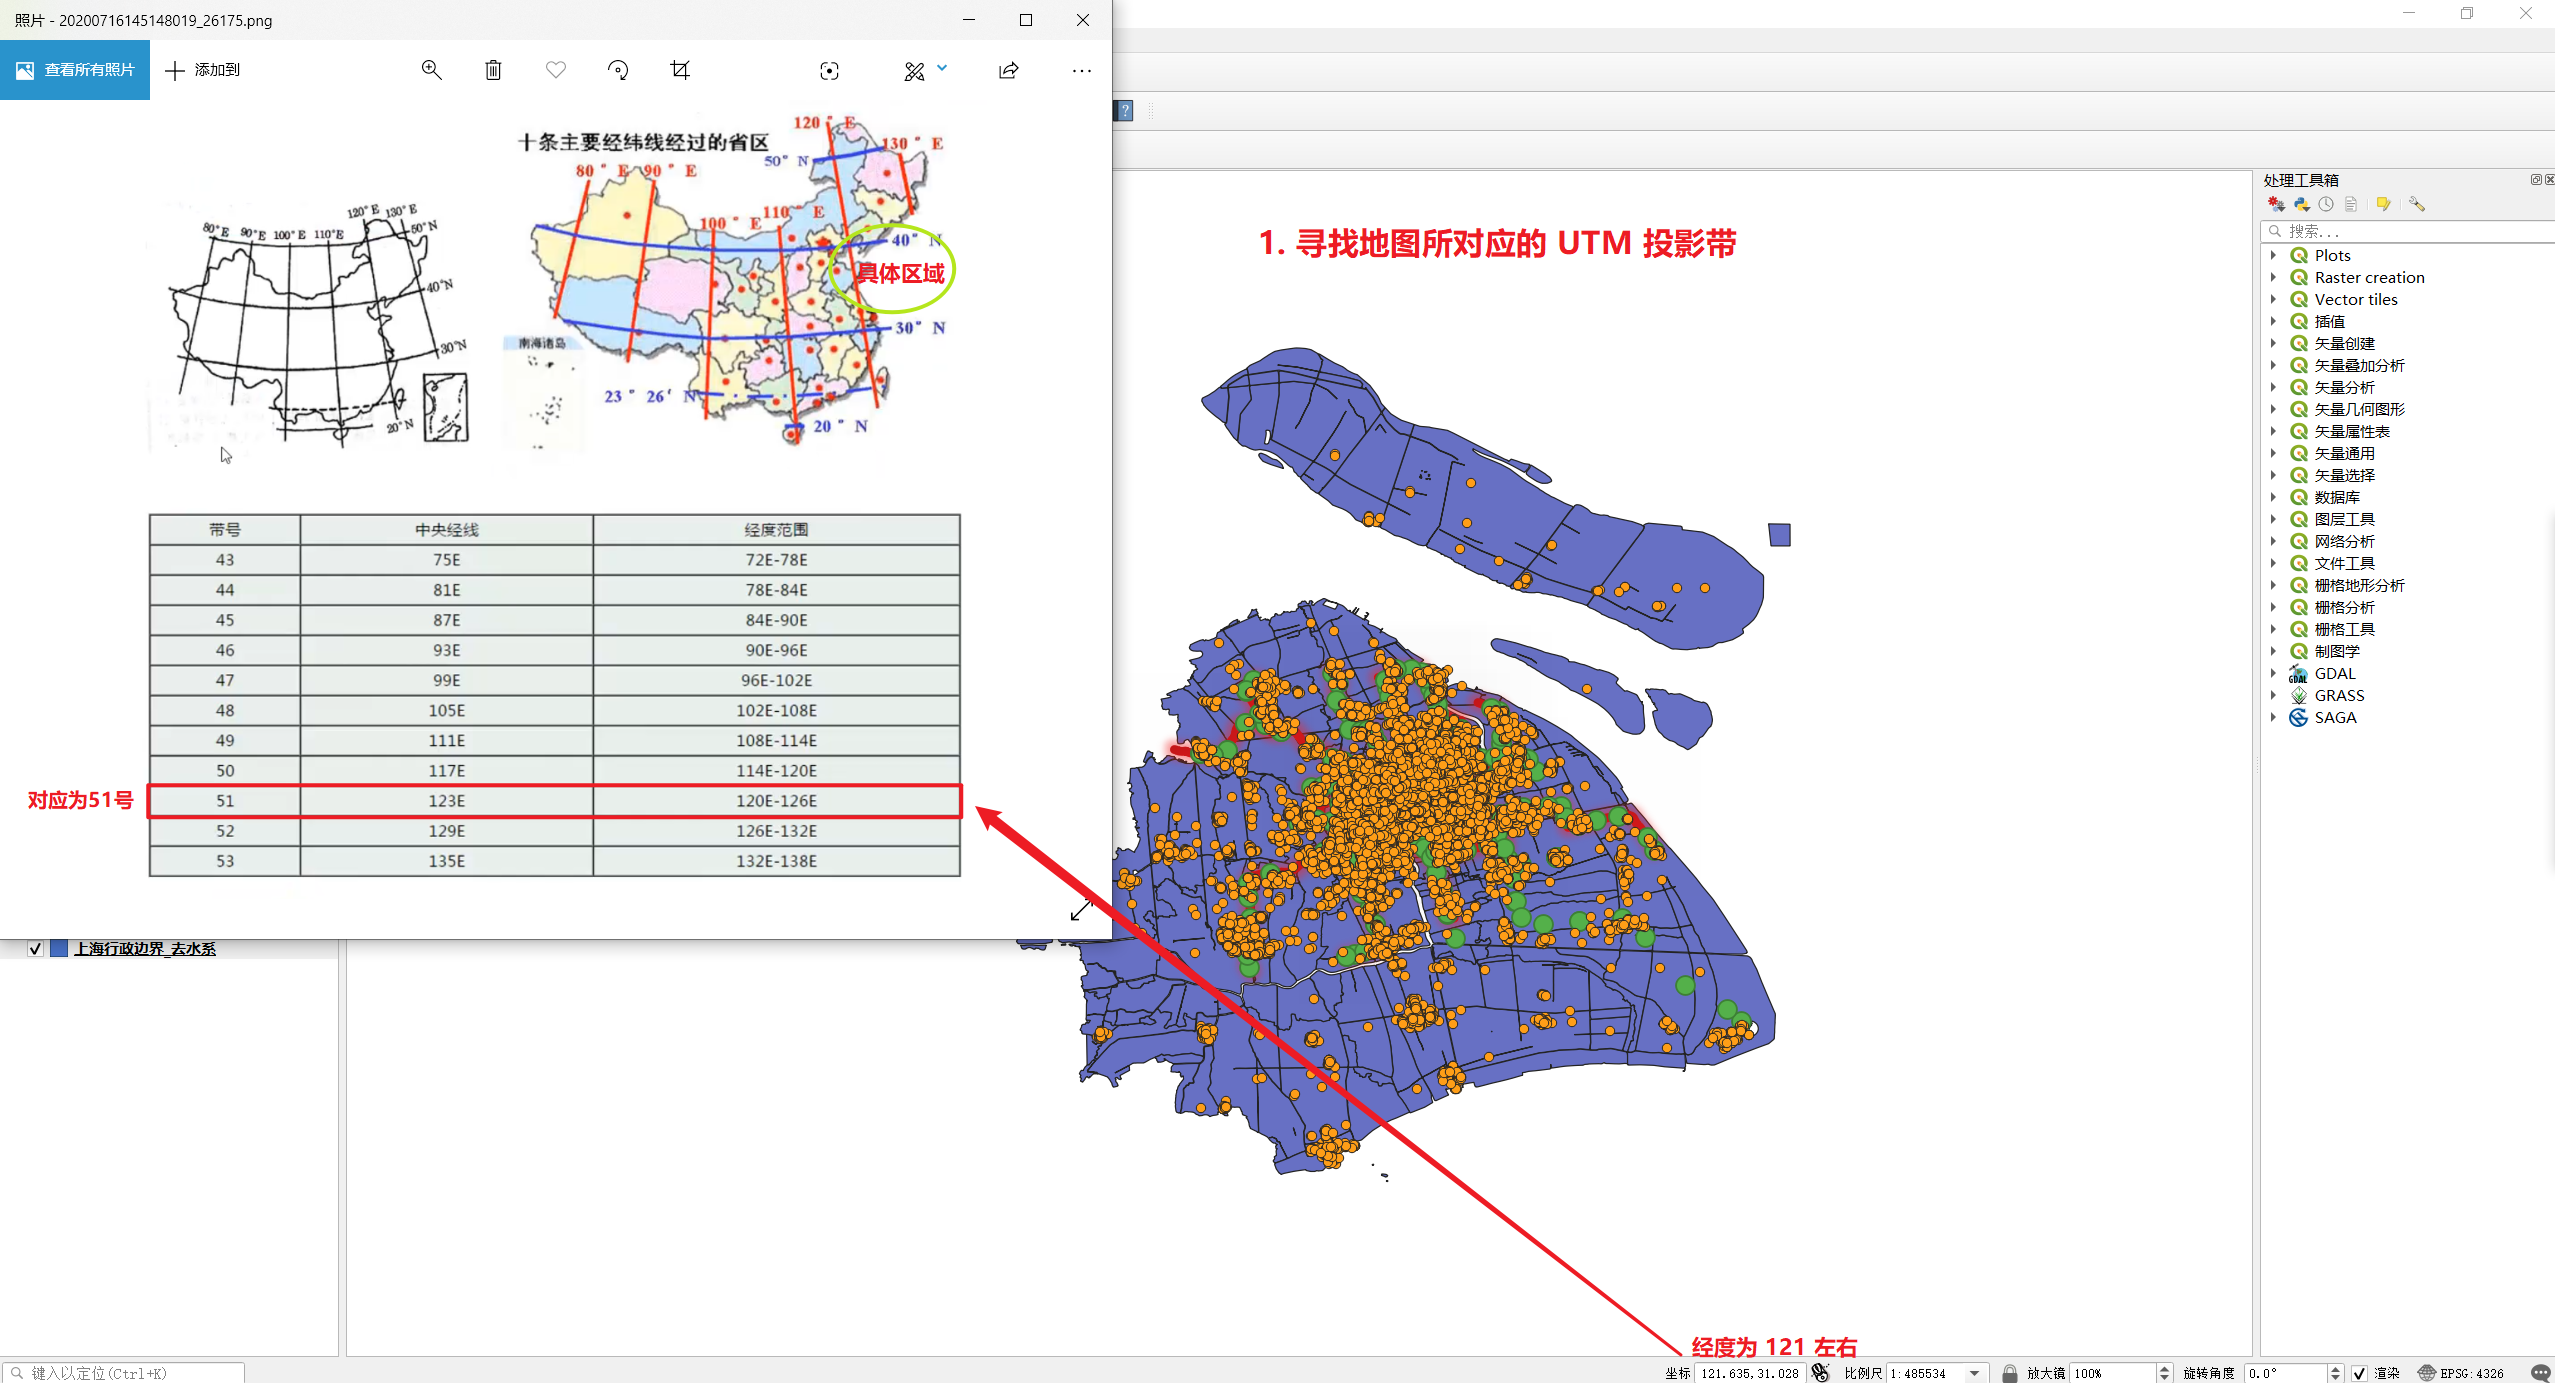 照片 - 20200716145148019_26175.png
查看所有照片
添加到
十条主要经纬线经过的省区
120°E
130°E
50°N
80°E 90°E
100°E
110°E
40°N
具体区域
30°N
南海诸岛
23°26′N
20°N
120°E 130°E
80°E 90°E 100°E 110°E
50°N
40°N
30°N
20°N
带号 中央经线 经度范围
43 75E 72E-78E
44 81E 78E-84E
45 87E 84E-90E
46 93E 90E-96E
47 99E 96E-102E
48 105E 102E-108E
49 111E 108E-114E
50 117E 114E-120E
51 123E 120E-126E
52 129E 126E-132E
53 135E 132E-138E
对应为51号
上海行政边界_去水系
1. 寻找地图所对应的 UTM 投影带
经度为 121 左右
处理工具箱
搜索...
Plots
Raster creation
Vector tiles
插值
矢量创建
矢量叠加分析
矢量分析
矢量几何图形
矢量属性表
矢量通用
矢量选择
数据库
图层工具
网络分析
文件工具
栅格地形分析
栅格分析
栅格工具
制图学
GDAL
GRASS
SAGA
键入以定位(Ctrl+K)
坐标 121.635,31.028 比例尺 1:485534 放大镜 100% 旋转角度 0.0° 渲染 EPSG:4326